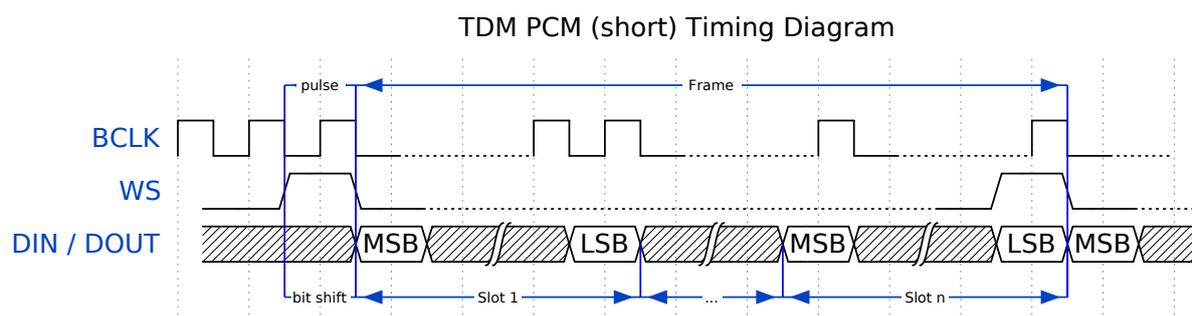 TDM PCM (short) Timing Diagram
pulse Frame
BCLK
WS
DIN / DOUT MSB LSB MSB LSB MSB
bit shift Slot 1 ... Slot n